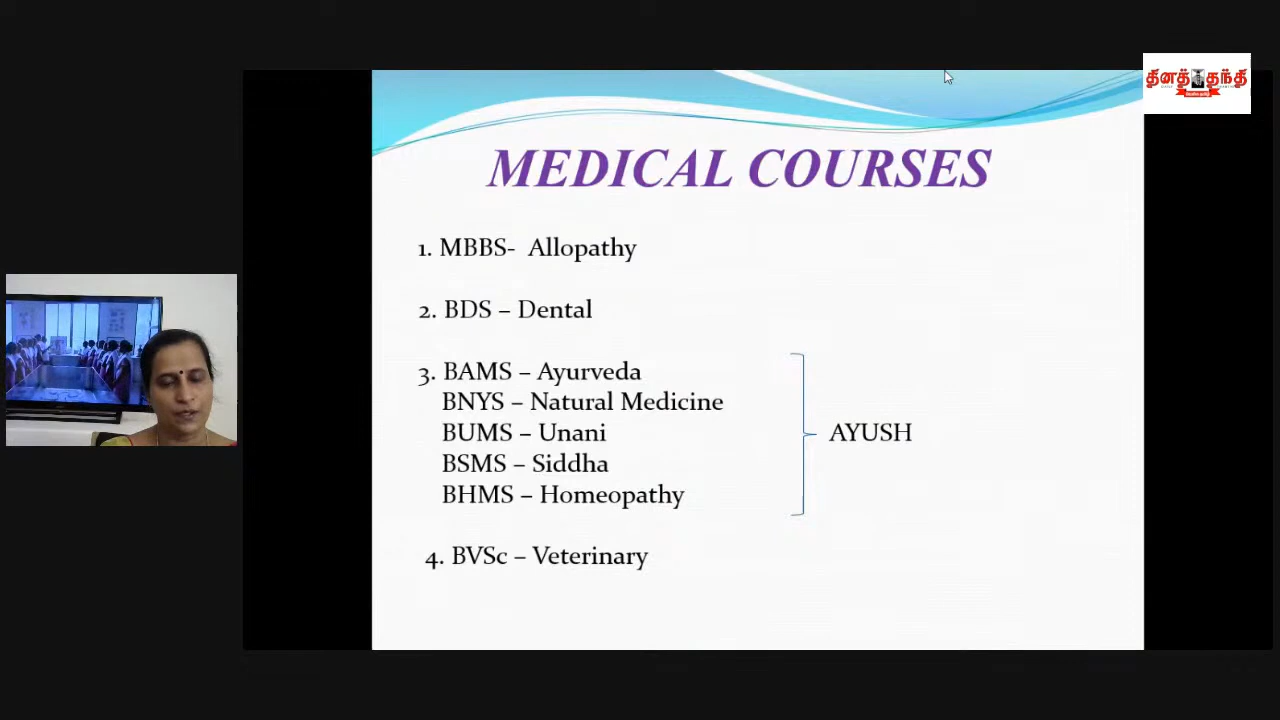 தினத்தந்தி
MEDICAL COURSES
1. MBBS- Allopathy
2. BDS – Dental
3. BAMS – Ayurveda
BNYS – Natural Medicine
BUMS – Unani
BSMS – Siddha
BHMS – Homeopathy
AYUSH
4. BVSc – Veterinary